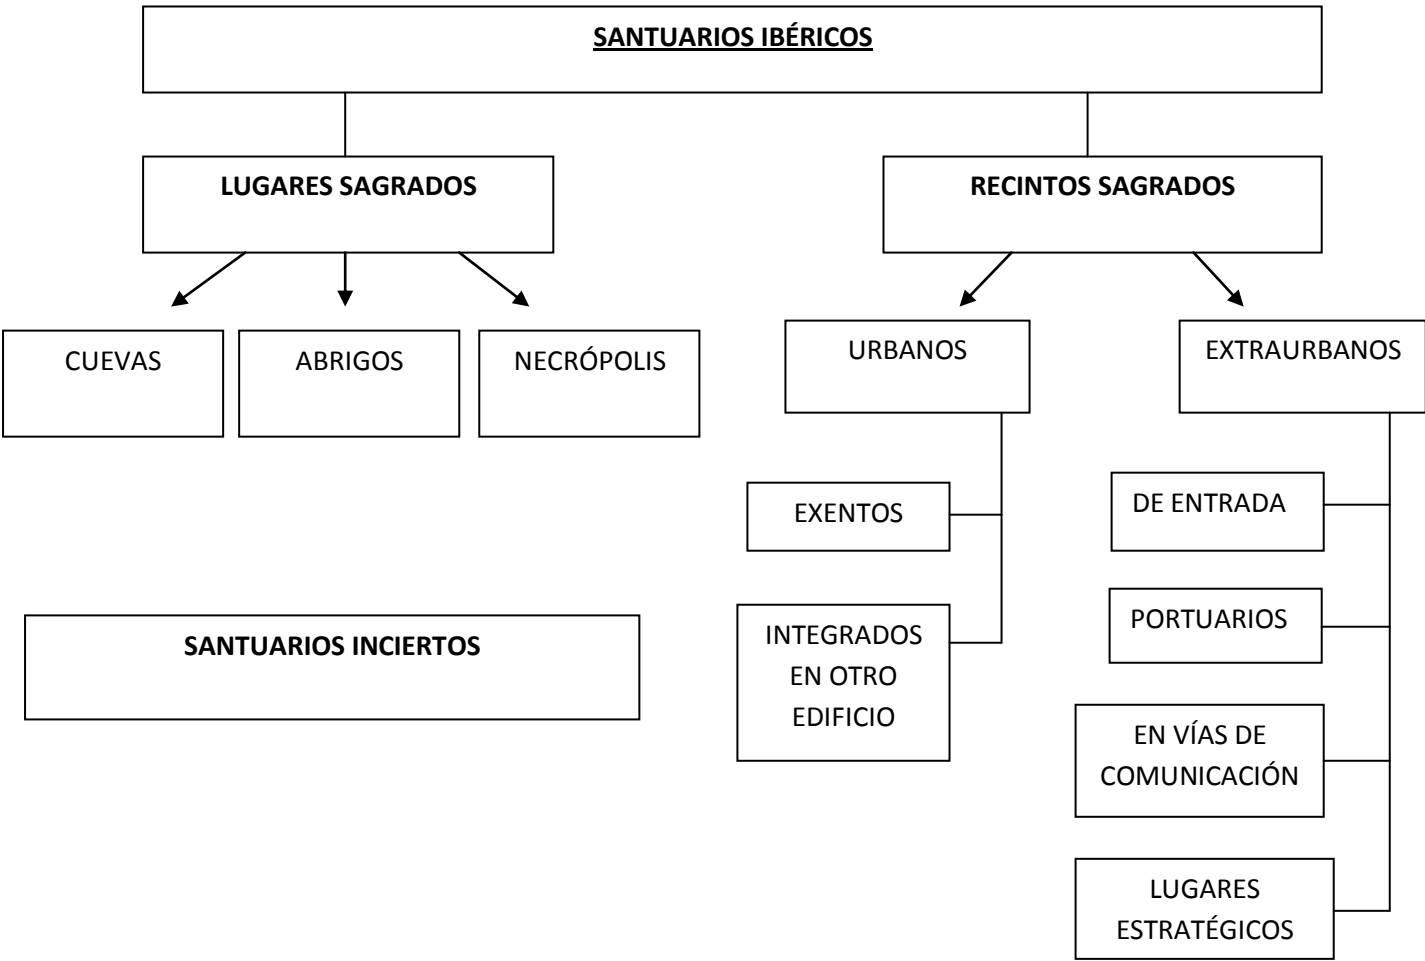 SANTUARIOS IBÉRICOS
LUGARES SAGRADOS
RECINTOS SAGRADOS
CUEVAS
ABRIGOS
NECRÓPOLIS
URBANOS
EXTRAURBANOS
EXENTOS
INTEGRADOS
EN OTRO
EDIFICIO
DE ENTRADA
PORTUARIOS
EN VÍAS DE
COMUNICACIÓN
LUGARES
ESTRATÉGICOS
SANTUARIOS INCIERTOS